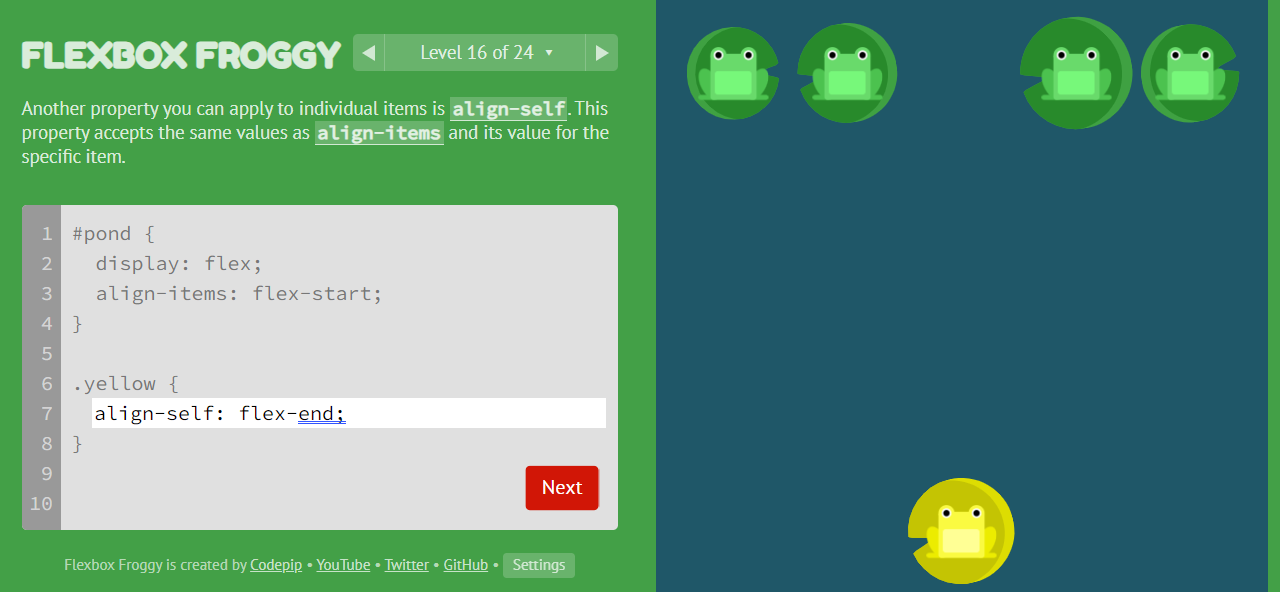 FLEXBOX FROGGY
◀ Level 16 of 24 ▼ ▶
Another property you can apply to individual items is align-self. This
property accepts the same values as align-items and its value for the
specific item.
1 #pond {
2 display: flex;
3 align-items: flex-start;
4 }
5
6 .yellow {
7 align-self: flex-end;
8 }
9
10
Next
Flexbox Froggy is created by Codepip • YouTube • Twitter • GitHub • Settings